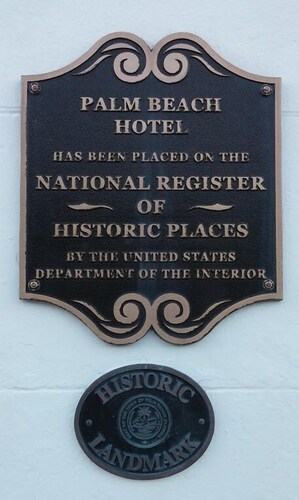 PALM BEACH
HOTEL
HAS BEEN PLACED ON THE
NATIONAL REGISTER
OF
HISTORIC PLACES
BY THE UNITED STATES
DEPARTMENT OF THE INTERIOR
HISTORIC
LANDMARK